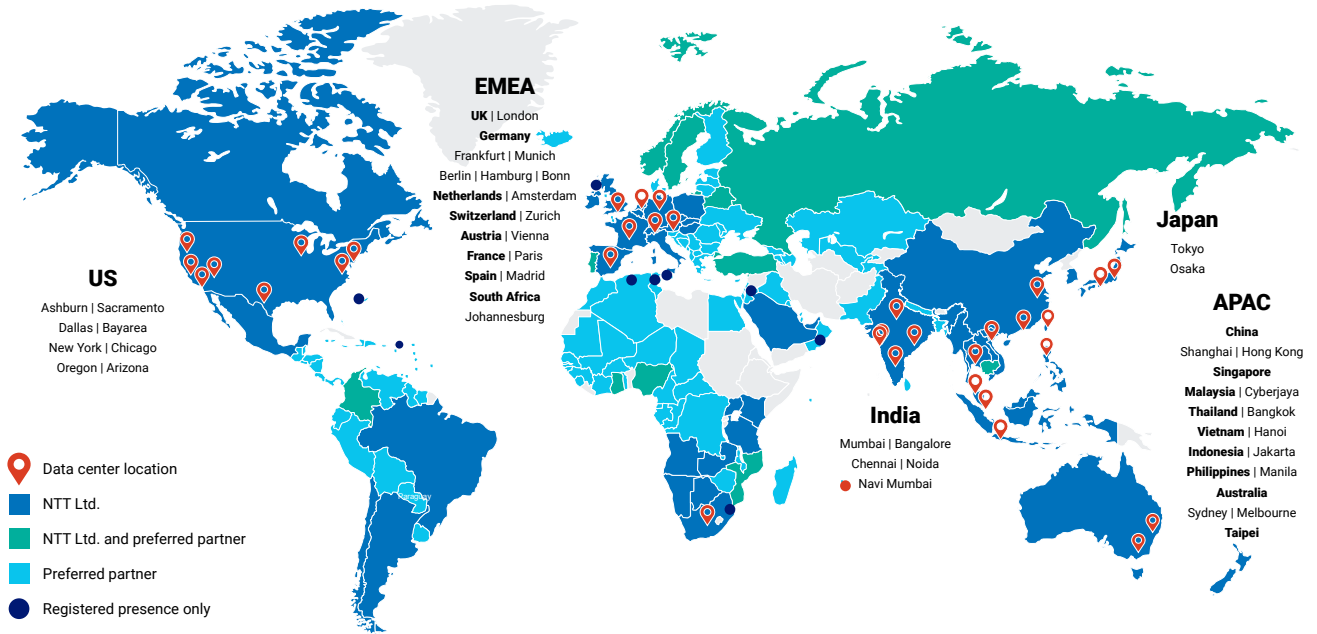 EMEA
UK | London
Germany
Frankfurt | Munich
Berlin | Hamburg | Bonn
Netherlands | Amsterdam
Switzerland | Zurich
Austria | Vienna
France | Paris
Spain | Madrid
South Africa
Johannesburg
US
Ashburn | Sacramento
Dallas | Bayarea
New York | Chicago
Oregon | Arizona
Japan
Tokyo
Osaka
APAC
China
Shanghai | Hong Kong
Singapore
Malaysia | Cyberjaya
Thailand | Bangkok
Vietnam | Hanoi
Indonesia | Jakarta
Philippines | Manila
Australia
Sydney | Melbourne
Taipei
India
Mumbai | Bangalore
Chennai | Noida
Navi Mumbai
Paraguay
Data center location
NTT Ltd.
NTT Ltd. and preferred partner
Preferred partner
Registered presence only